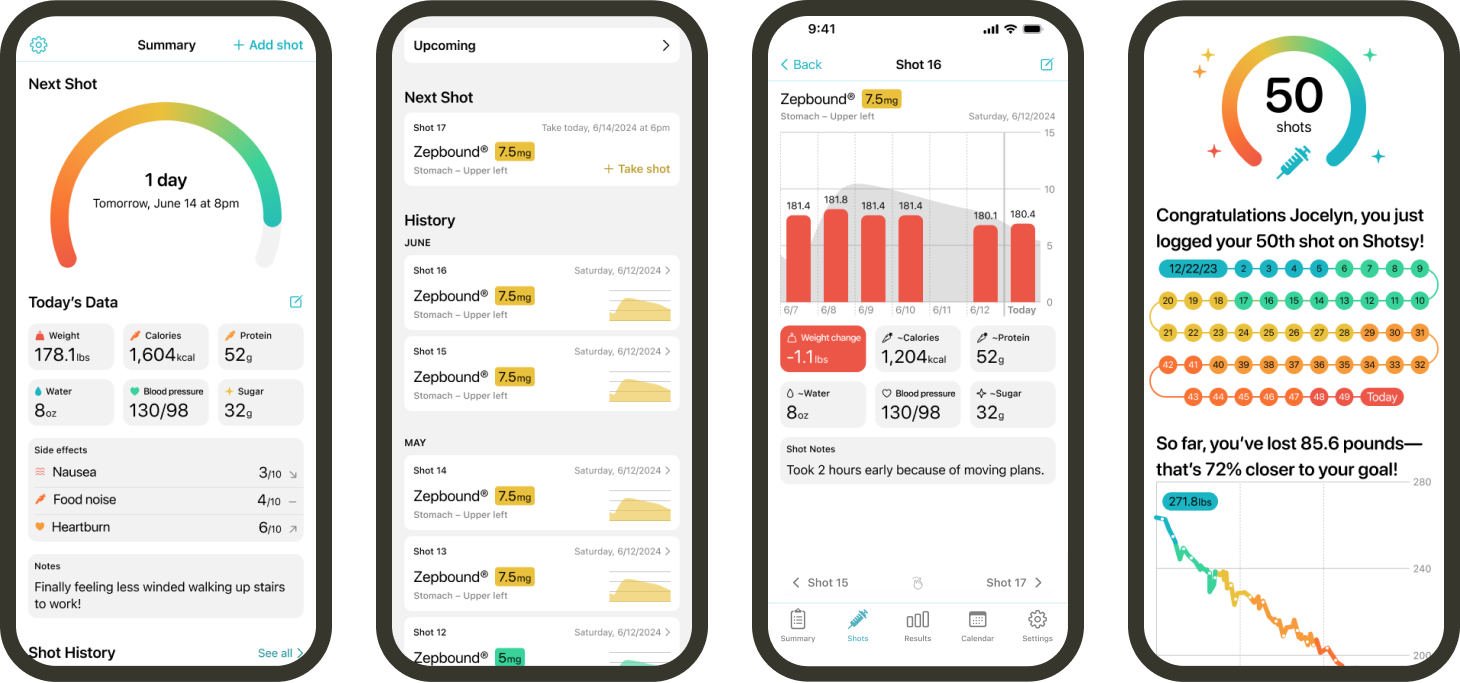 Summary
+ Add shot
Next Shot
1 day
Tomorrow, June 14 at 8pm
Today's Data
Weight
178.1lbs
Calories
1,604kcal
Protein
52g
Water
8oz
Blood pressure
130/98
Sugar
32g
Side effects
Nausea 3/10
Food noise 4/10
Heartburn 6/10
Notes
Finally feeling less winded walking up stairs
to work!
Shot History See all
Upcoming
Next Shot
Shot 17 Take today, 6/14/2024 at 6pm
Zepbound® 7.5mg
Stomach – Upper left + Take shot
History
JUNE
Shot 16 Saturday, 6/12/2024
Zepbound® 7.5mg
Stomach – Upper left
Shot 15 Saturday, 6/12/2024
Zepbound® 7.5mg
Stomach – Upper left
MAY
Shot 14 Saturday, 6/12/2024
Zepbound® 7.5mg
Stomach – Upper left
Shot 13 Saturday, 6/12/2024
Zepbound® 7.5mg
Stomach – Upper left
Shot 12 Saturday, 6/12/2024
Zepbound® 5mg
9:41
Back Shot 16
Zepbound® 7.5mg
Stomach – Upper left Saturday, 6/12/2024
15
10
5
0
181.4 181.8 181.4 181.4 180.1 180.4
6/7 6/8 6/9 6/10 6/11 6/12 Today
Weight change
-1.1lbs
~Calories
1,204kcal
~Protein
52g
~Water
8oz
Blood pressure
130/98
~Sugar
32g
Shot Notes
Took 2 hours early because of moving plans.
Shot 15 Shot 17
Summary Shots Results Calendar Settings
50
shots
Congratulations Jocelyn, you just
logged your 50th shot on Shotsy!
12/22/23 2 3 4 5 6 7 8 9
20 19 18 17 16 15 14 13 12 11 10
21 22 23 24 25 26 27 28 29 30 31
42 41 40 39 38 37 36 35 34 33 32
43 44 45 46 47 48 49 Today
So far, you've lost 85.6 pounds—
that's 72% closer to your goal!
280
271.8lbs
240
200